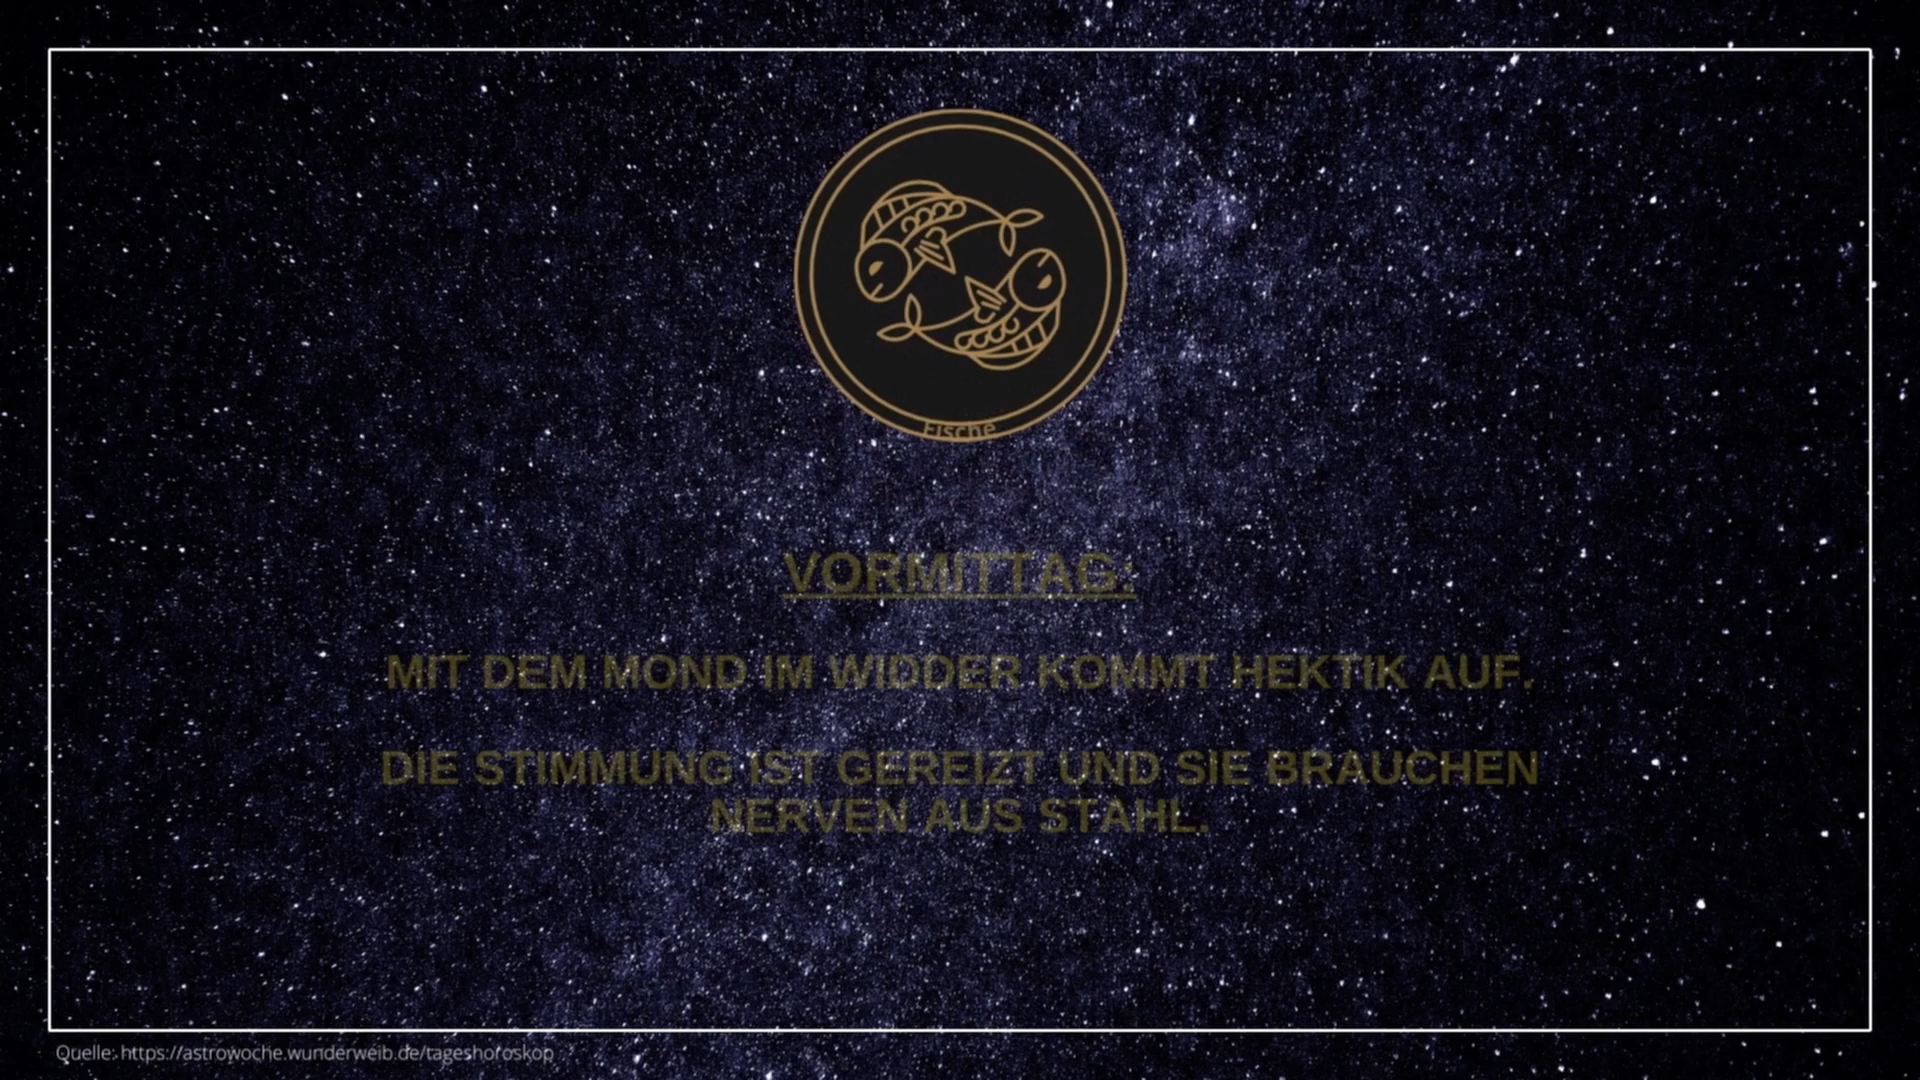 Fische
VORMITTAG:
MIT DEM MOND IM WIDDER KOMMT HEKTIK AUF.
DIE STIMMUNG IST GEREIZT UND SIE BRAUCHEN
NERVEN AUS STAHL.
Quelle: https://astrowoche.wunderweib.de/tageshoroskop